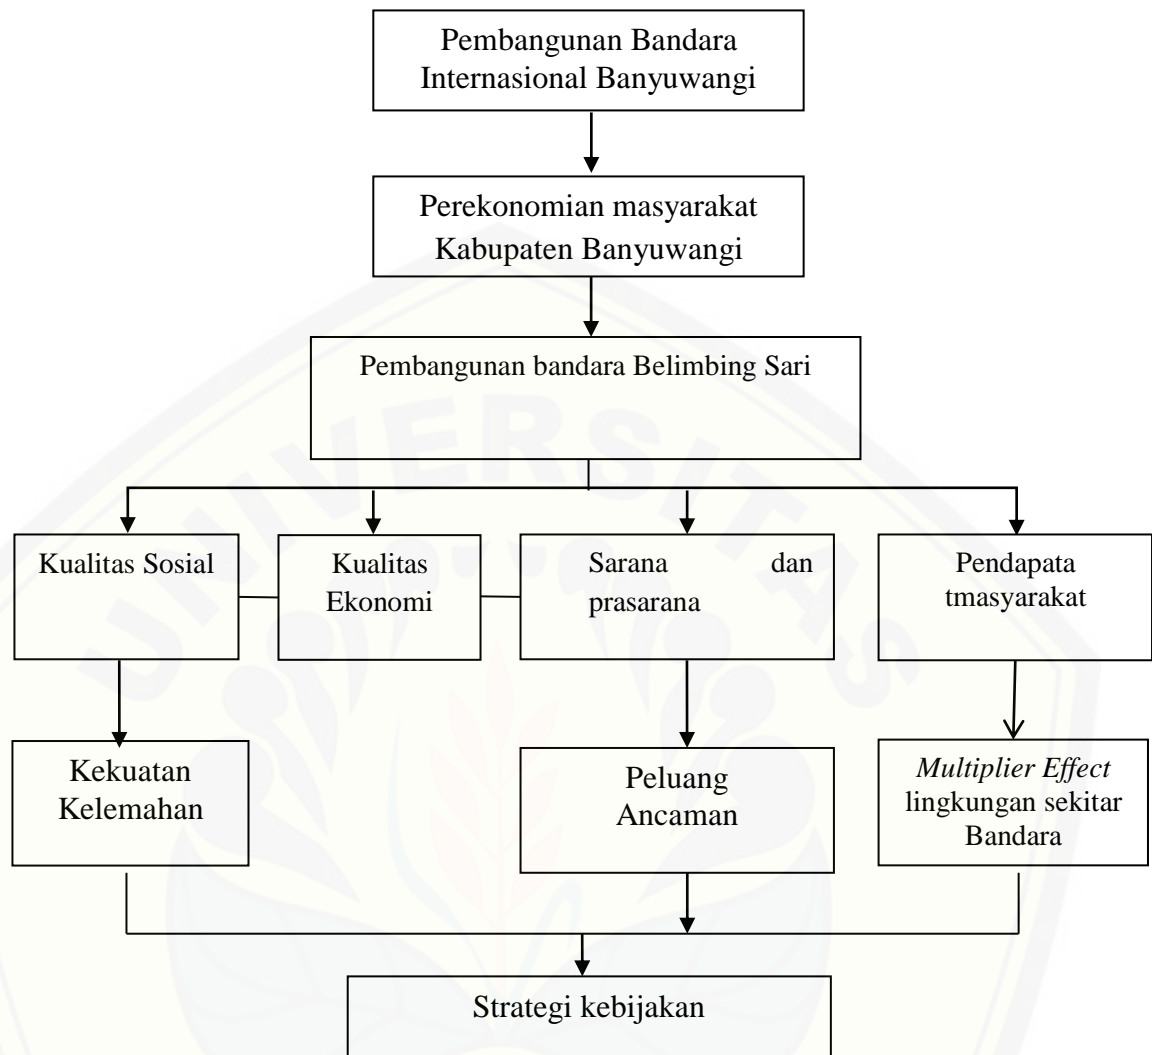 Pembangunan Bandara
Internasional Banyuwangi
Perekonomian masyarakat
Kabupaten Banyuwangi
Pembangunan bandara Belimbing Sari
Kualitas Sosial
Kualitas
Ekonomi
Sarana dan
prasarana
Pendapata
tmasyarakat
Kekuatan
Kelemahan
Peluang
Ancaman
Multiplier Effect
lingkungan sekitar
Bandara
Strategi kebijakan
UNIVERSITAS